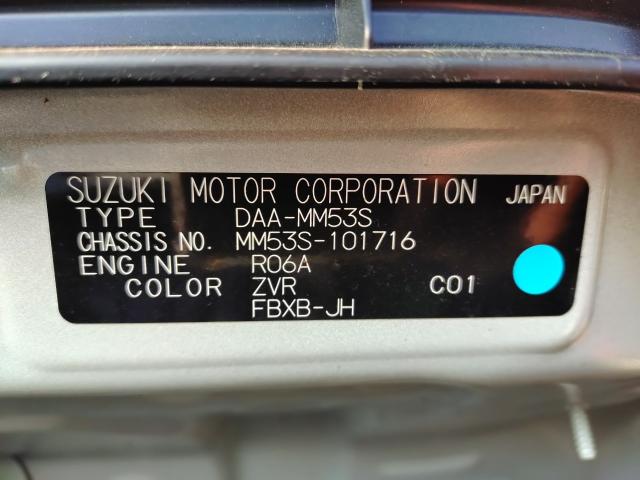 SUZUKI MOTOR CORPORATION JAPAN
TYPE DAA-MM53S
CHASSIS NO. MM53S-101716
ENGINE R06A
COLOR ZVR C01
FBXB-JH